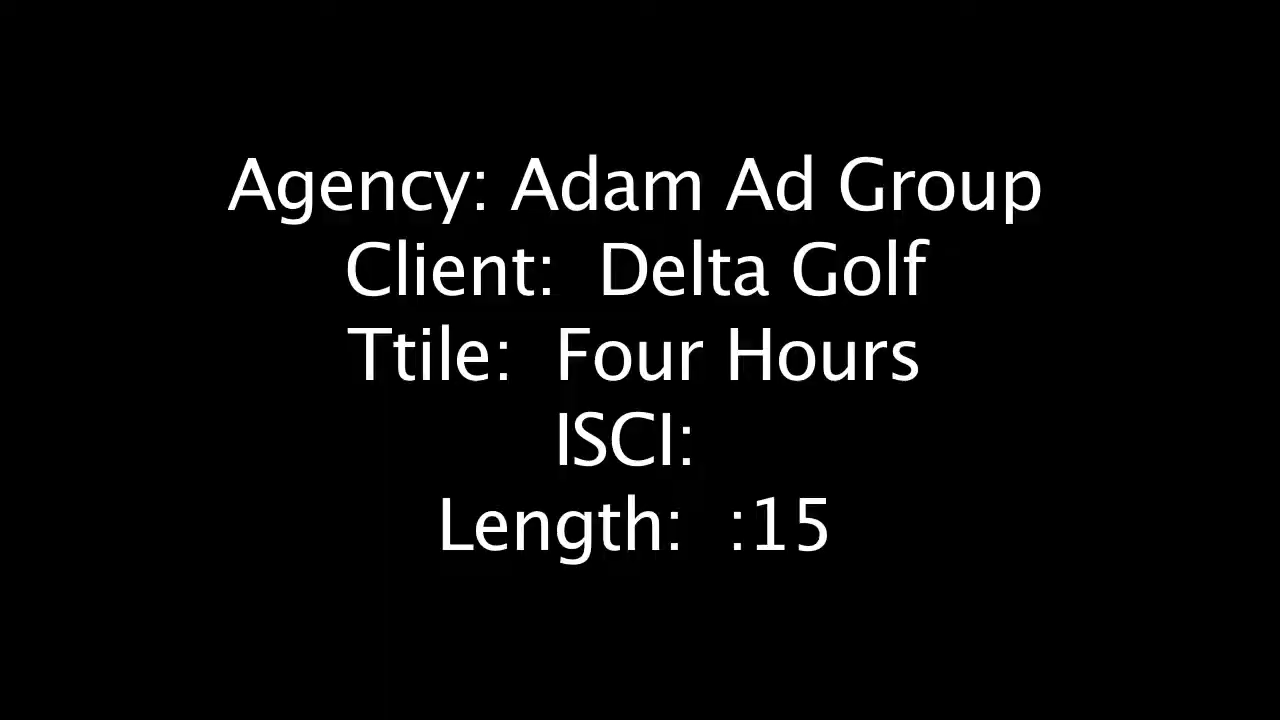 Agency: Adam Ad Group
Client:  Delta Golf
Ttile:  Four Hours
ISCI:
Length:  :15